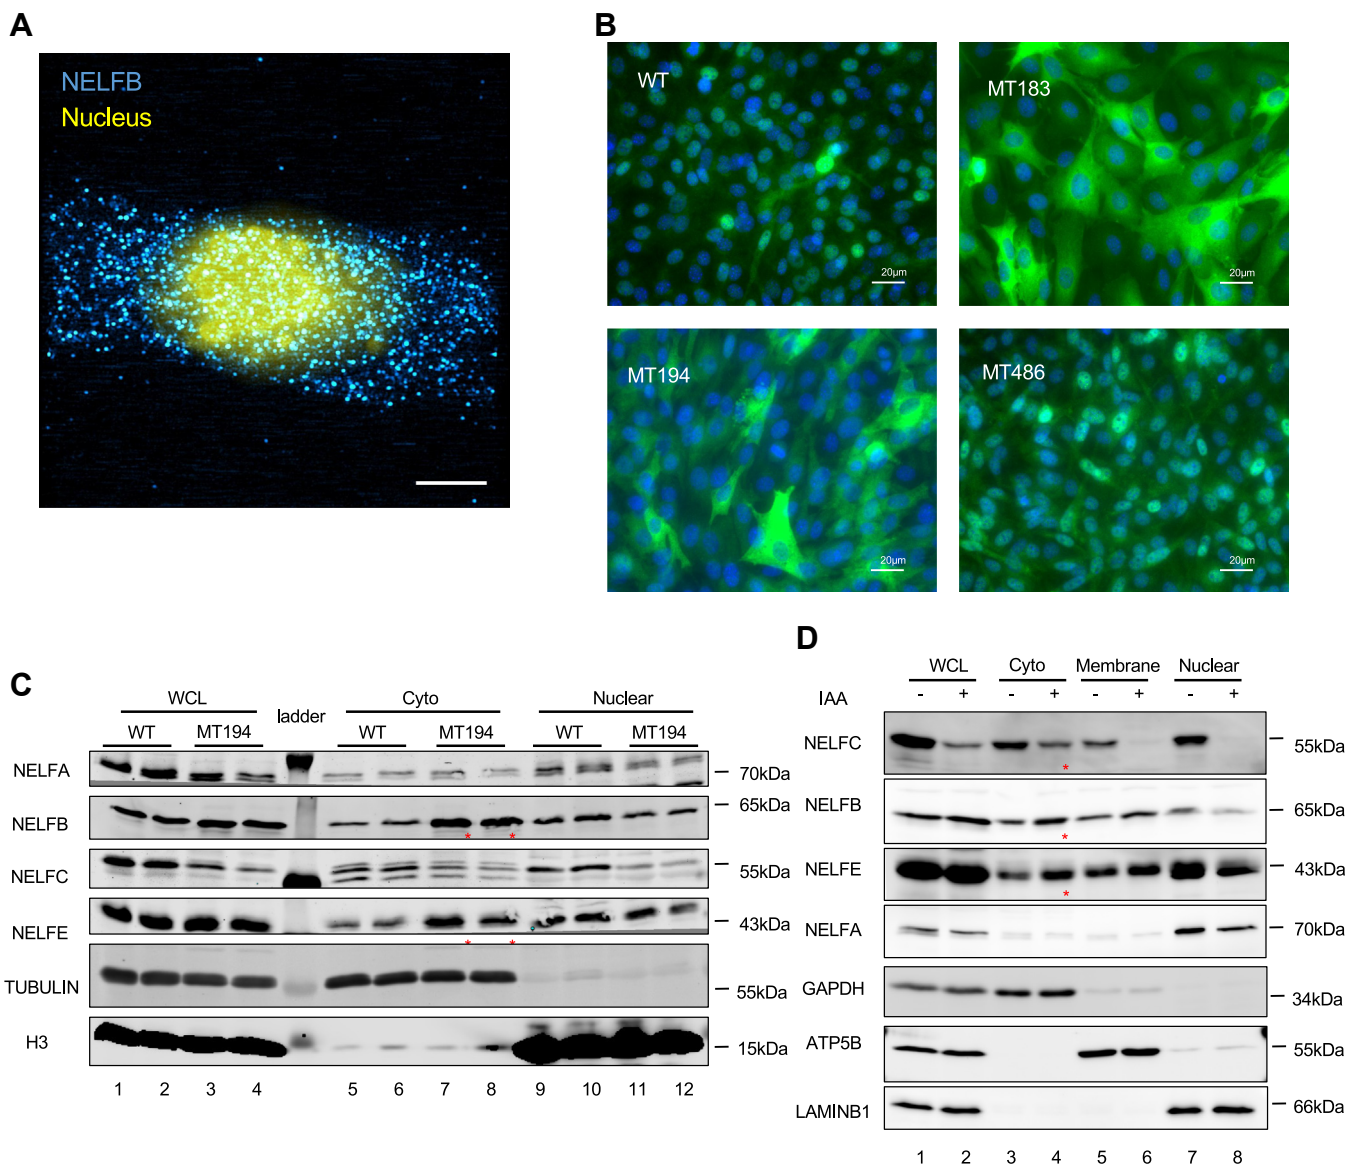 A
NELF.B
Nucleus
B
WT
20μm
MT183
20μm
MT194
20μm
MT486
20μm
C
WCL
ladder
Cyto
Nuclear
WT
MT194
WT
MT194
WT
MT194
NELFA
70kDa
NELFB
65kDa
* *
NELFC
55kDa
NELFE
43kDa
* *
TUBULIN
55kDa
H3
15kDa
1 2 3 4 5 6 7 8 9 10 11 12
D
WCL Cyto Membrane Nuclear
IAA - + - + - + - +
NELFC
55kDa
*
NELFB
65kDa
*
NELFE
43kDa
*
NELFA
70kDa
GAPDH
34kDa
ATP5B
55kDa
LAMINB1
66kDa
1 2 3 4 5 6 7 8